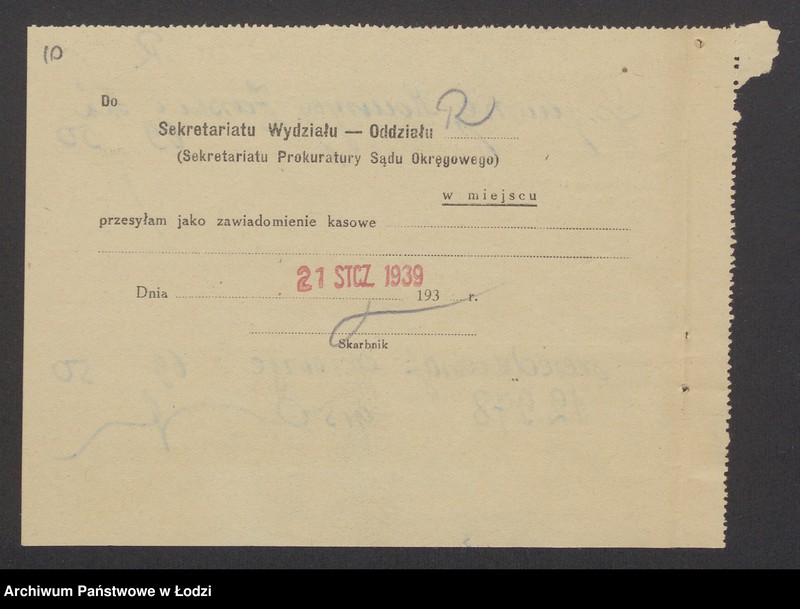 10
Do
Sekretariatu Wydziału — Oddziału R
(Sekretariatu Prokuratury Sądu Okręgowego)
w miejscu
przesyłam jako zawiadomienie kasowe
Dnia 21 STCZ. 1939 193 r.
Skarbnik
Archiwum Państwowe w Łodzi